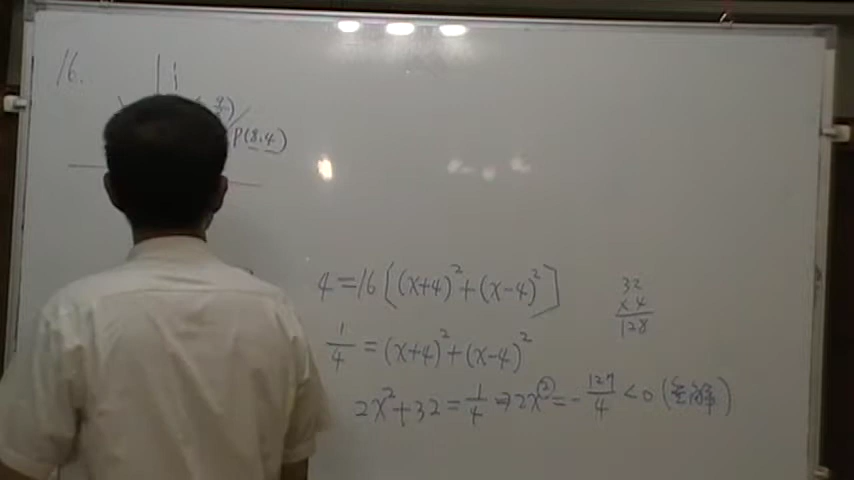 16.
P(8.4)
4=16[(x+4)²+(x-4)²]
32
x 4
128
1/4=(x+4)²+(x-4)²
2x²+32=1/4⇒2x²=-127/4<0(無解)